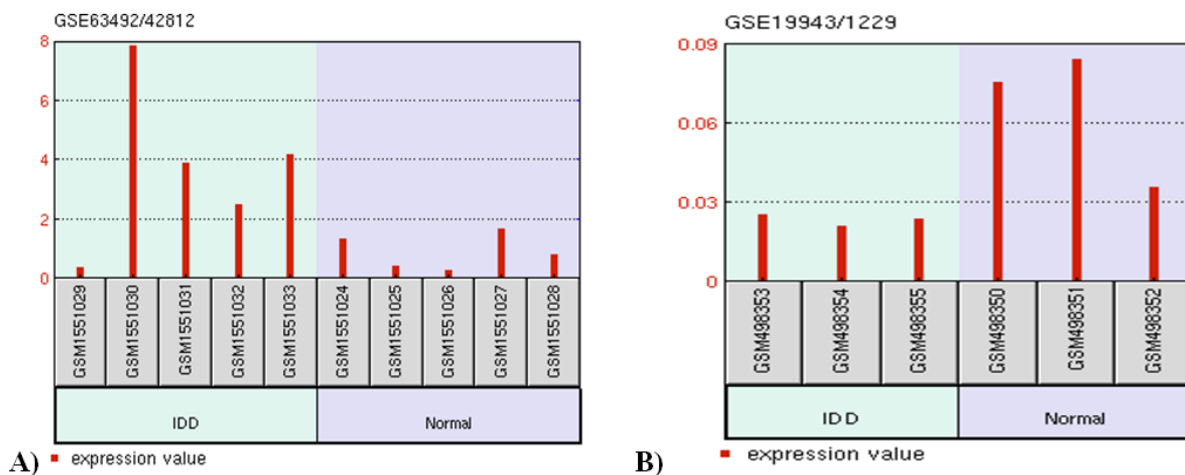 GSE63492/42812
8
6
4
2
0
GSM1551029
GSM1551030
GSM1551031
GSM1551032
GSM1551033
GSM1551024
GSM1551025
GSM1551026
GSM1551027
GSM1551028
IDD
Normal
A)
expression value
GSE19943/1229
0.09
0.06
0.03
0
GSM498353
GSM498354
GSM498355
GSM498350
GSM498351
GSM498352
IDD
Normal
B)
expression value